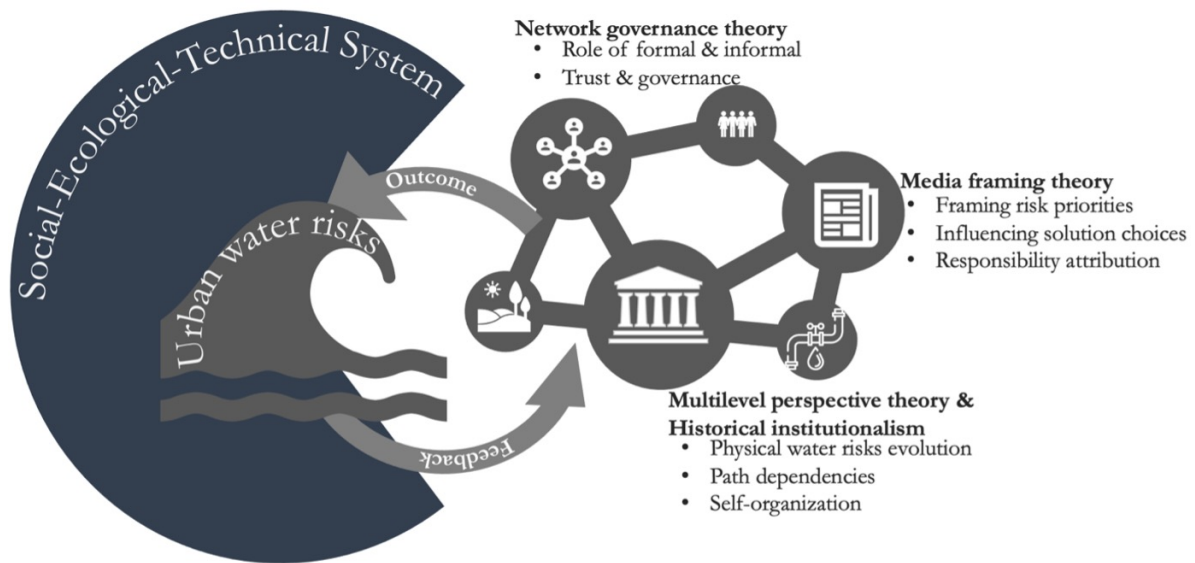 Social-Ecological-Technical System
Urban water risks
Outcome
Feedback
Network governance theory
• Role of formal & informal
• Trust & governance
Media framing theory
• Framing risk priorities
• Influencing solution choices
• Responsibility attribution
Multilevel perspective theory &
Historical institutionalism
• Physical water risks evolution
• Path dependencies
• Self-organization